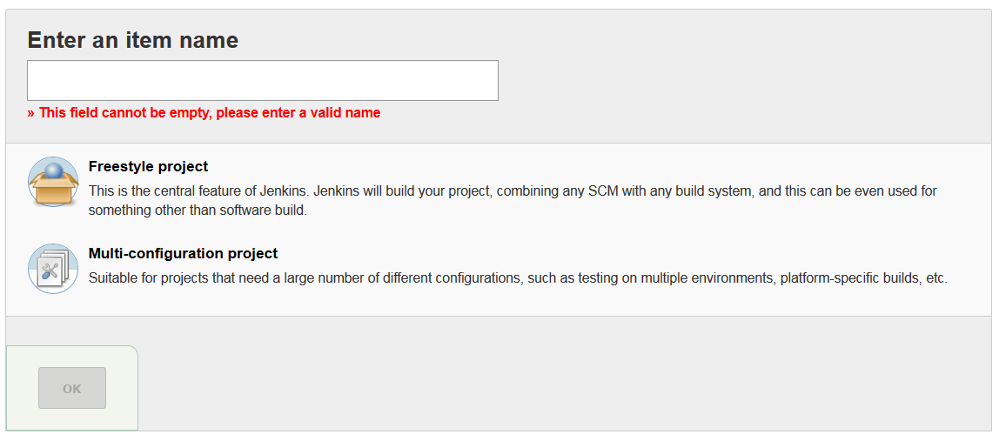 Enter an item name
» This field cannot be empty, please enter a valid name
Freestyle project
This is the central feature of Jenkins. Jenkins will build your project, combining any SCM with any build system, and this can be even used for
something other than software build.
Multi-configuration project
Suitable for projects that need a large number of different configurations, such as testing on multiple environments, platform-specific builds, etc.
OK